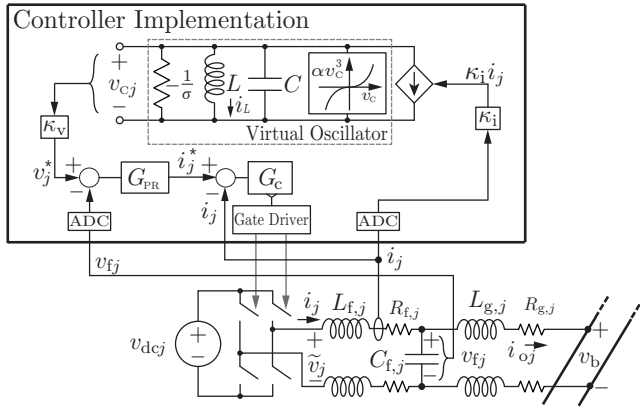 Controller Implementation
+
v_Cj
−
−1/σ
L
i_L
C
αv_C^3
v_C
κ_i i_j
Virtual Oscillator
κ_v
κ_i
v_j^*
+
−
G_PR
i_j^*
+
−
G_c
i_j
ADC
Gate Driver
ADC
v_fj
i_j
v_dcj
+
−
i_j
L_f,j
R_f,j
L_g,j
R_g,j
+
ṽ_j
−
C_f,j
+
v_fj
−
i_oj
+
v_b
−